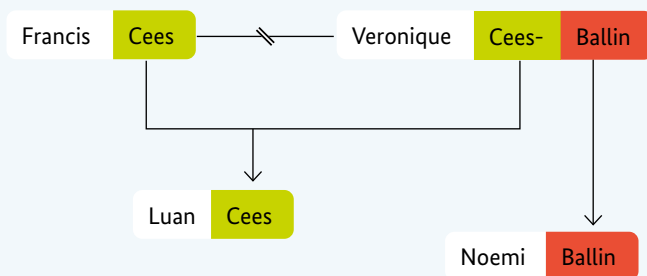 Francis Cees Veronique Cees- Ballin
Luan Cees
Noemi Ballin